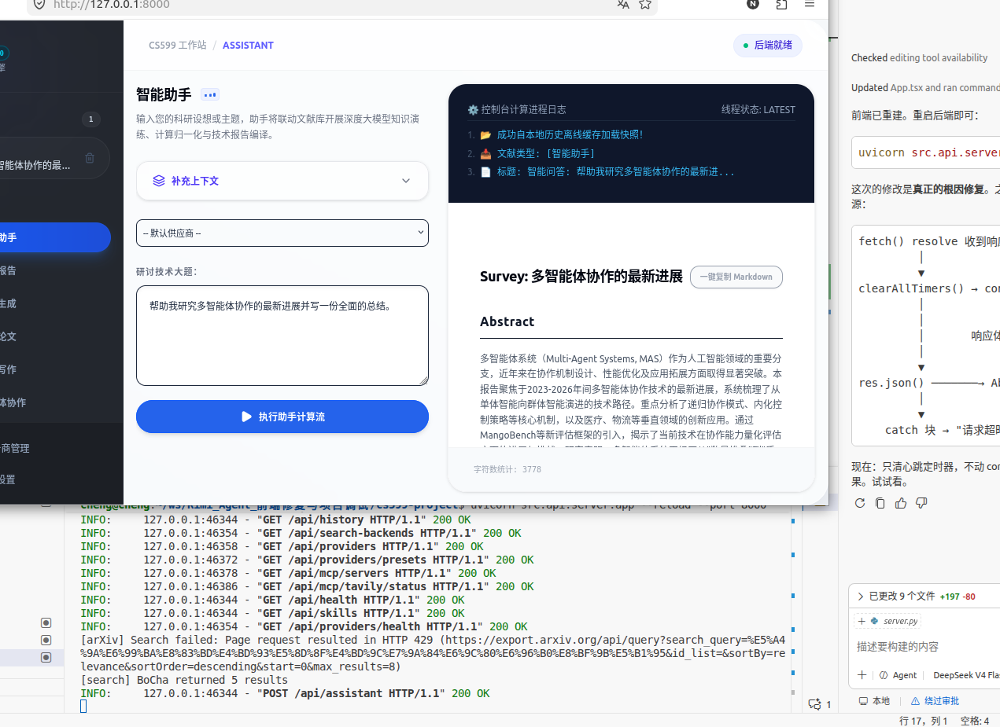 http://127.0.0.1:8000
N
0
擎
1
智能体协作的最...
助手
报告
生成
论文
写作
体协作
商管理
设置
CS599 工作站 / ASSISTANT
后端就绪
智能助手
输入您的科研设想或主题，助手将联动文献库开展深度大模型知识演
练、计算归一化与技术报告编译。
补充上下文
-- 默认供应商 --
研讨技术大题：
帮助我研究多智能体协作的最新进展并写一份全面的总结。
执行助手计算流
控制台计算进程日志
线程状态: LATEST
1. 成功自本地历史离线缓存加载快照!
2. 文献类型: [智能助手]
3. 标题: 智能问答: 帮助我研究多智能体协作的最新进...
Survey: 多智能体协作的最新进展
一键复制 Markdown
Abstract
多智能体系统（Multi-Agent Systems, MAS）作为人工智能领域的重要分
支，近年来在协作机制设计、性能优化及应用拓展方面取得显著突破。本
报告聚焦于2023-2026年间多智能体协作技术的最新进展，系统梳理了从
单体智能向群体智能演进的技术路径。重点分析了递归协作模式、内化控
制策略等核心机制，以及医疗、物流等垂直领域的创新应用。通过
MangoBench等新评估框架的引入，揭示了当前技术在协作能力量化评估
字符数统计: 3778
Checked editing tool availability
Updated App.tsx and ran command
前端已重建。重启后端即可：
uvicorn src.api.server
这次的修改是真正的根因修复。之
源：
fetch() resolve 收到响应
clearAllTimers() → con
响应体
res.json() ───────→ Ab
catch 块 → "请求超时
现在：只清心跳定时器，不动 con
果。试试看。
已更改 9 个文件 +197 -80
server.py
描述要构建的内容
Agent
DeepSeek V4 Flas
本地
绕过审批
cheng@cheng:~/ws/Kimi_Agent_前端修复与项目调试/cs599-project$ uvicorn src.api.server:app --reload --port 8000
INFO: 127.0.0.1:46344 - "GET /api/history HTTP/1.1" 200 OK
INFO: 127.0.0.1:46354 - "GET /api/search-backends HTTP/1.1" 200 OK
INFO: 127.0.0.1:46358 - "GET /api/providers HTTP/1.1" 200 OK
INFO: 127.0.0.1:46372 - "GET /api/providers/presets HTTP/1.1" 200 OK
INFO: 127.0.0.1:46378 - "GET /api/mcp/servers HTTP/1.1" 200 OK
INFO: 127.0.0.1:46386 - "GET /api/mcp/tavily/status HTTP/1.1" 200 OK
INFO: 127.0.0.1:46344 - "GET /api/health HTTP/1.1" 200 OK
INFO: 127.0.0.1:46344 - "GET /api/skills HTTP/1.1" 200 OK
INFO: 127.0.0.1:46354 - "GET /api/providers/health HTTP/1.1" 200 OK
[arXiv] Search failed: Page request resulted in HTTP 429 (https://export.arxiv.org/api/query?search_query=%E5%A4
%9A%E6%99%BA%E8%83%BD%E4%BD%93%E5%8D%8F%E4%BD%9C%E7%9A%84%E6%9C%80%E6%96%B0%E8%BF%9B%E5%B1%95&id_list=&sortBy=re
levance&sortOrder=descending&start=0&max_results=8)
[search] BoCha returned 5 results
INFO: 127.0.0.1:46344 - "POST /api/assistant HTTP/1.1" 200 OK
1
行 17，列 1
空格: 4